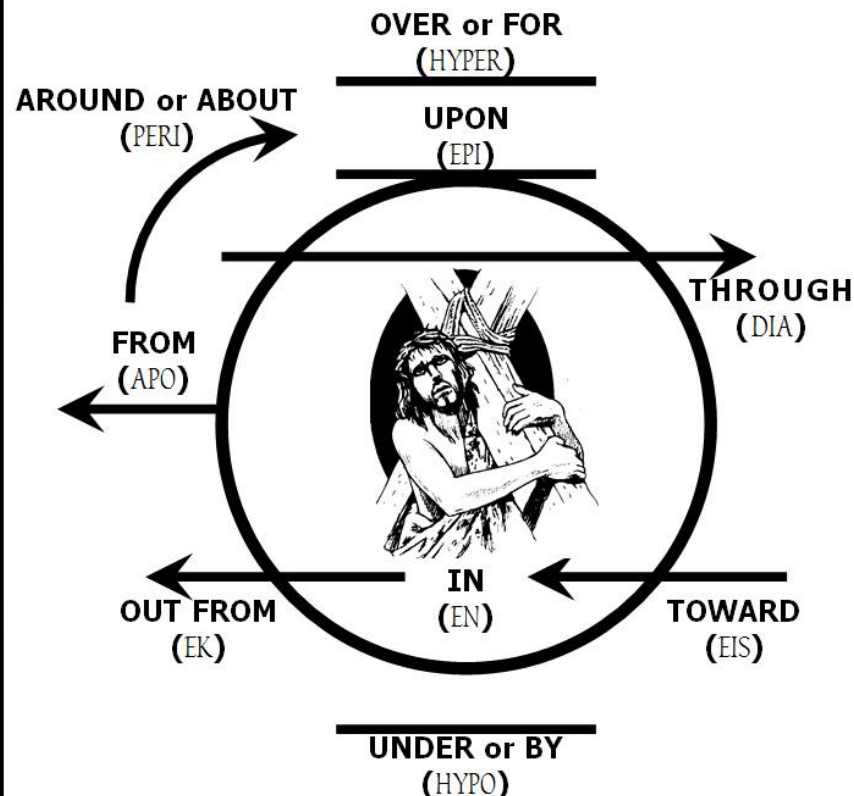 OVER or FOR
(HYPER)
AROUND or ABOUT
(PERI)
UPON
(EPI)
THROUGH
(DIA)
FROM
(APO)
IN
(EN)
OUT FROM
(EK)
TOWARD
(EIS)
UNDER or BY
(HYPO)